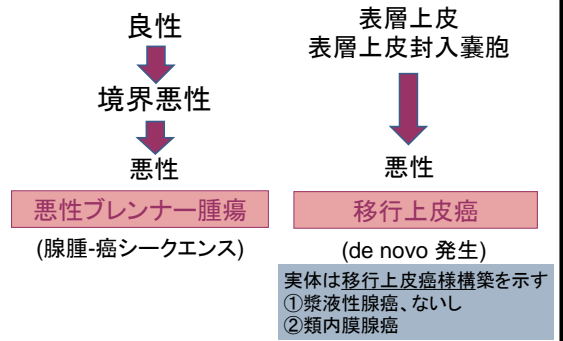 良性
境界悪性
悪性
悪性ブレンナー腫瘍
(腺腫-癌シークエンス)
表層上皮
表層上皮封入嚢胞
悪性
移行上皮癌
(de novo 発生)
実体は移行上皮癌様構築を示す
①漿液性腺癌、ないし
②類内膜腺癌